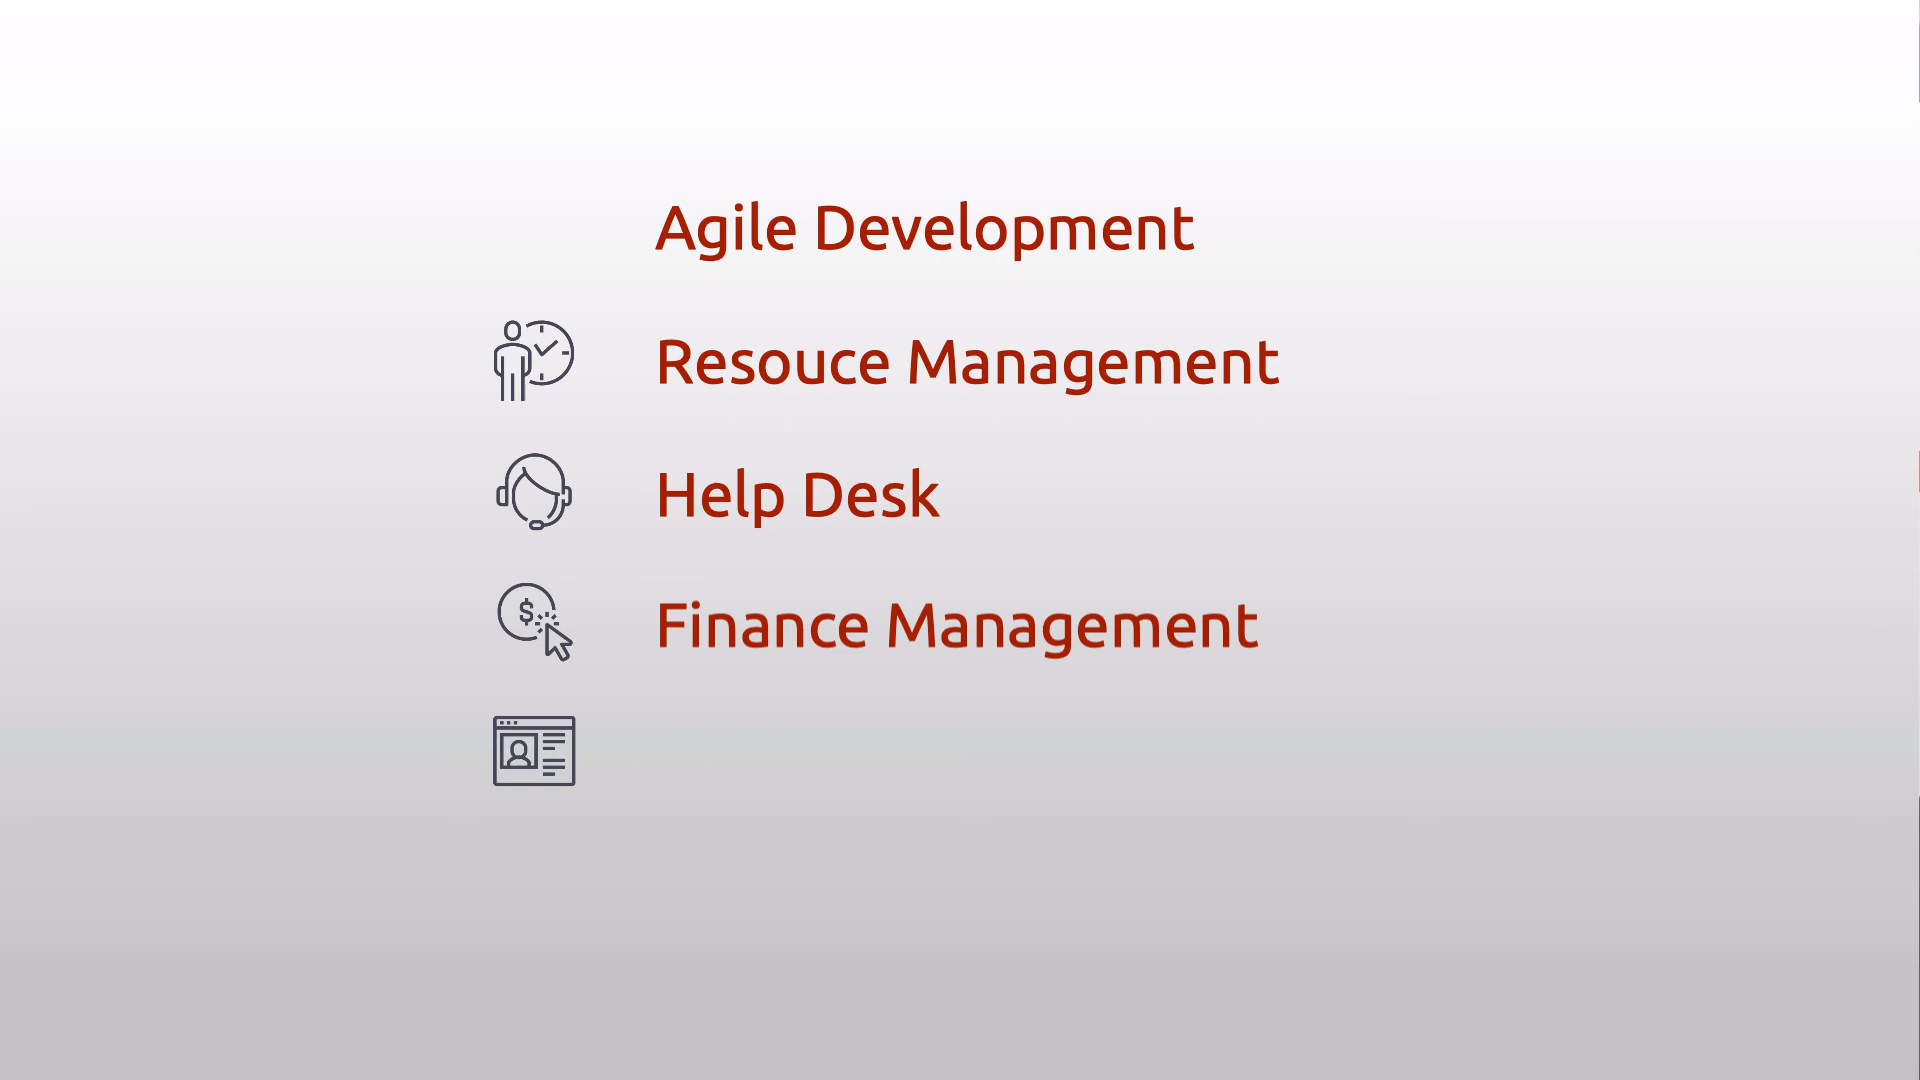 Agile Development
Resouce Management
Help Desk
$
Finance Management